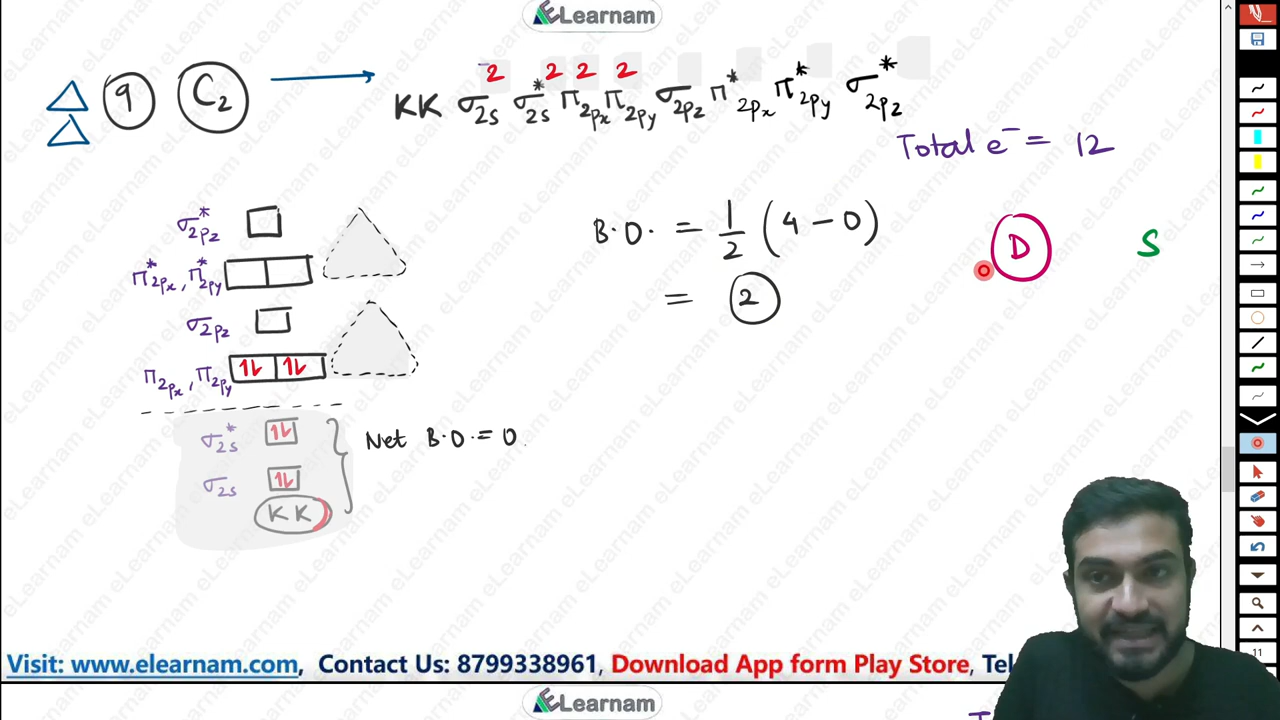 eLearnam
2 2 2 2
9 C₂ → KK σ₂s σ*₂s π₂px π₂py σ₂pz π*₂px π*₂py σ*₂pz
Total e⁻ = 12
σ*₂pz
π*₂px, π*₂py
σ₂pz
π₂px, π₂py ⥮ ⥮
σ*₂s ⥮
σ₂s ⥮
KK
Net B.O. = 0.
B.O. = 1/2 (4 − 0)
= 2
D S
11
Visit: www.elearnam.com, Contact Us: 8799338961, Download App form Play Store, Tel
eLearnam